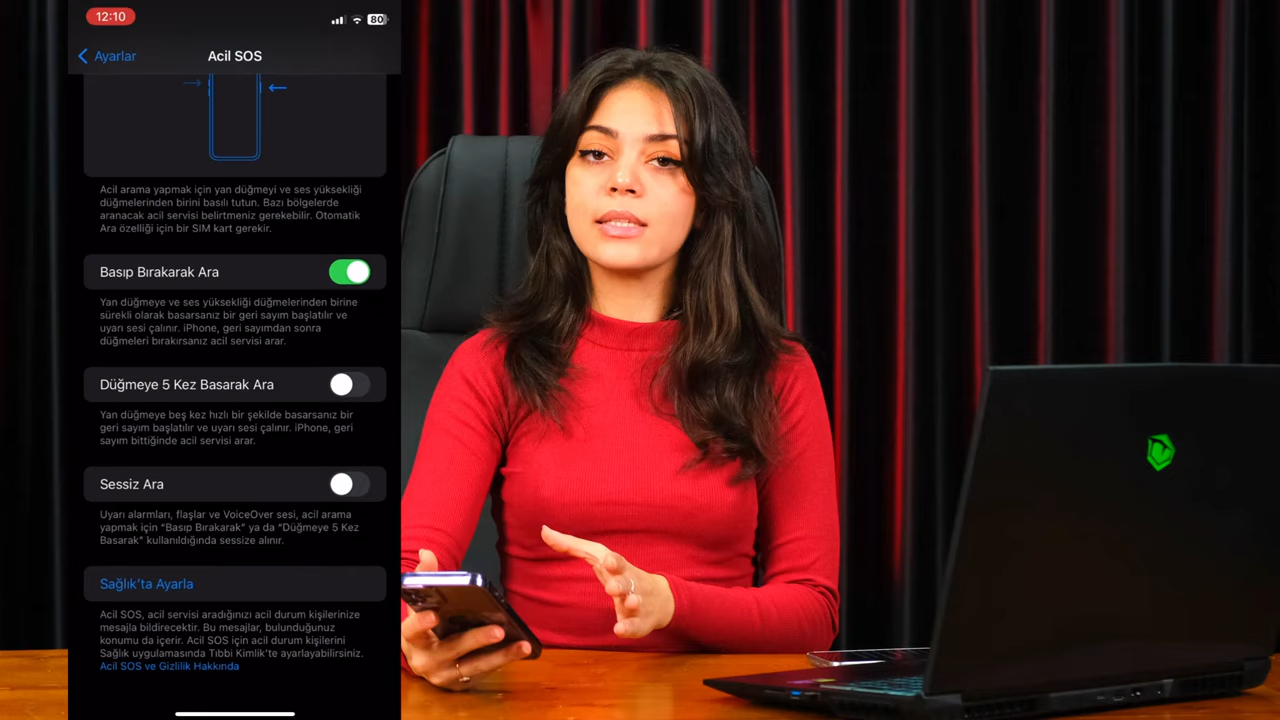 12:10
80
Ayarlar
Acil SOS
Acil arama yapmak için yan düğmeyi ve ses yüksekliği
düğmelerinden birini basılı tutun. Bazı bölgelerde
aranacak acil servisi belirtmeniz gerekebilir. Otomatik
Ara özelliği için bir SIM kart gerekir.
Basıp Bırakarak Ara
Yan düğmeye ve ses yüksekliği düğmelerinden birine
sürekli olarak basarsanız bir geri sayım başlatılır ve
uyarı sesi çalınır. iPhone, geri sayımdan sonra
düğmeleri bırakırsanız acil servisi arar.
Düğmeye 5 Kez Basarak Ara
Yan düğmeye beş kez hızlı bir şekilde basarsanız bir
geri sayım başlatılır ve uyarı sesi çalınır. iPhone, geri
sayım bittiğinde acil servisi arar.
Sessiz Ara
Uyarı alarmları, flaşlar ve VoiceOver sesi, acil arama
yapmak için “Basıp Bırakarak” ya da “Düğmeye 5 Kez
Basarak” kullanıldığında sessize alınır.
Sağlık’ta Ayarla
Acil SOS, acil servisi aradığınızı acil durum kişilerinize
mesajla bildirecektir. Bu mesajlar, bulunduğunuz
konumu da içerir. Acil SOS için acil durum kişilerini
Sağlık uygulamasında Tıbbi Kimlik’te ayarlayabilirsiniz.
Acil SOS ve Gizlilik Hakkında